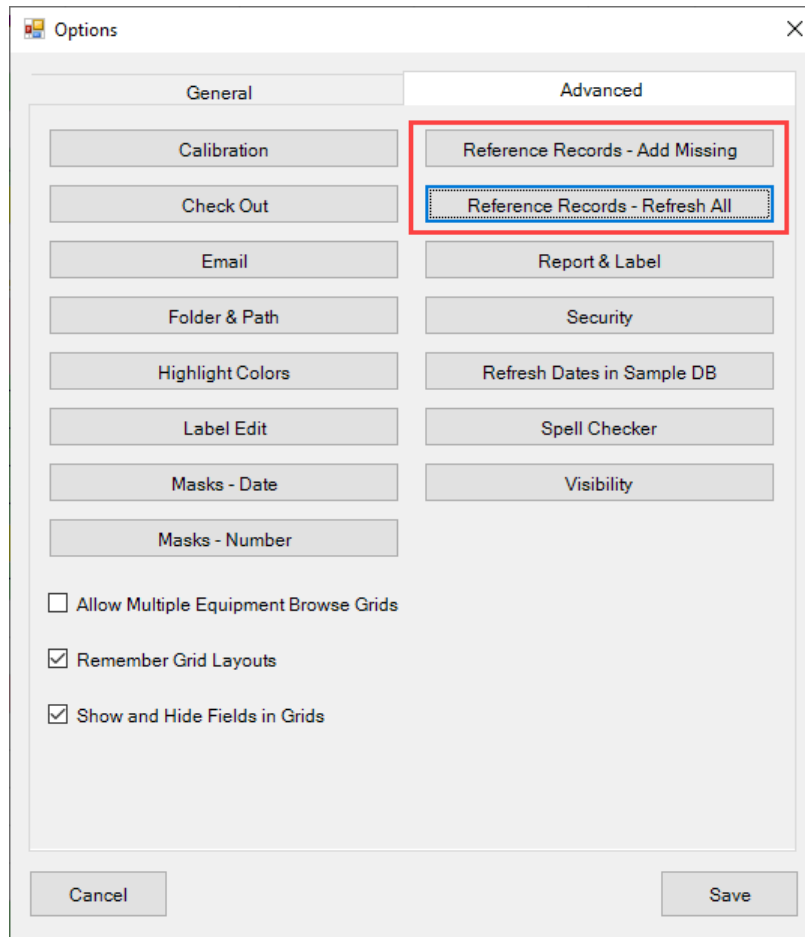 Options
General
Advanced
Calibration
Reference Records - Add Missing
Check Out
Reference Records - Refresh All
Email
Report & Label
Folder & Path
Security
Highlight Colors
Refresh Dates in Sample DB
Label Edit
Spell Checker
Masks - Date
Visibility
Masks - Number
Allow Multiple Equipment Browse Grids
Remember Grid Layouts
Show and Hide Fields in Grids
Cancel
Save